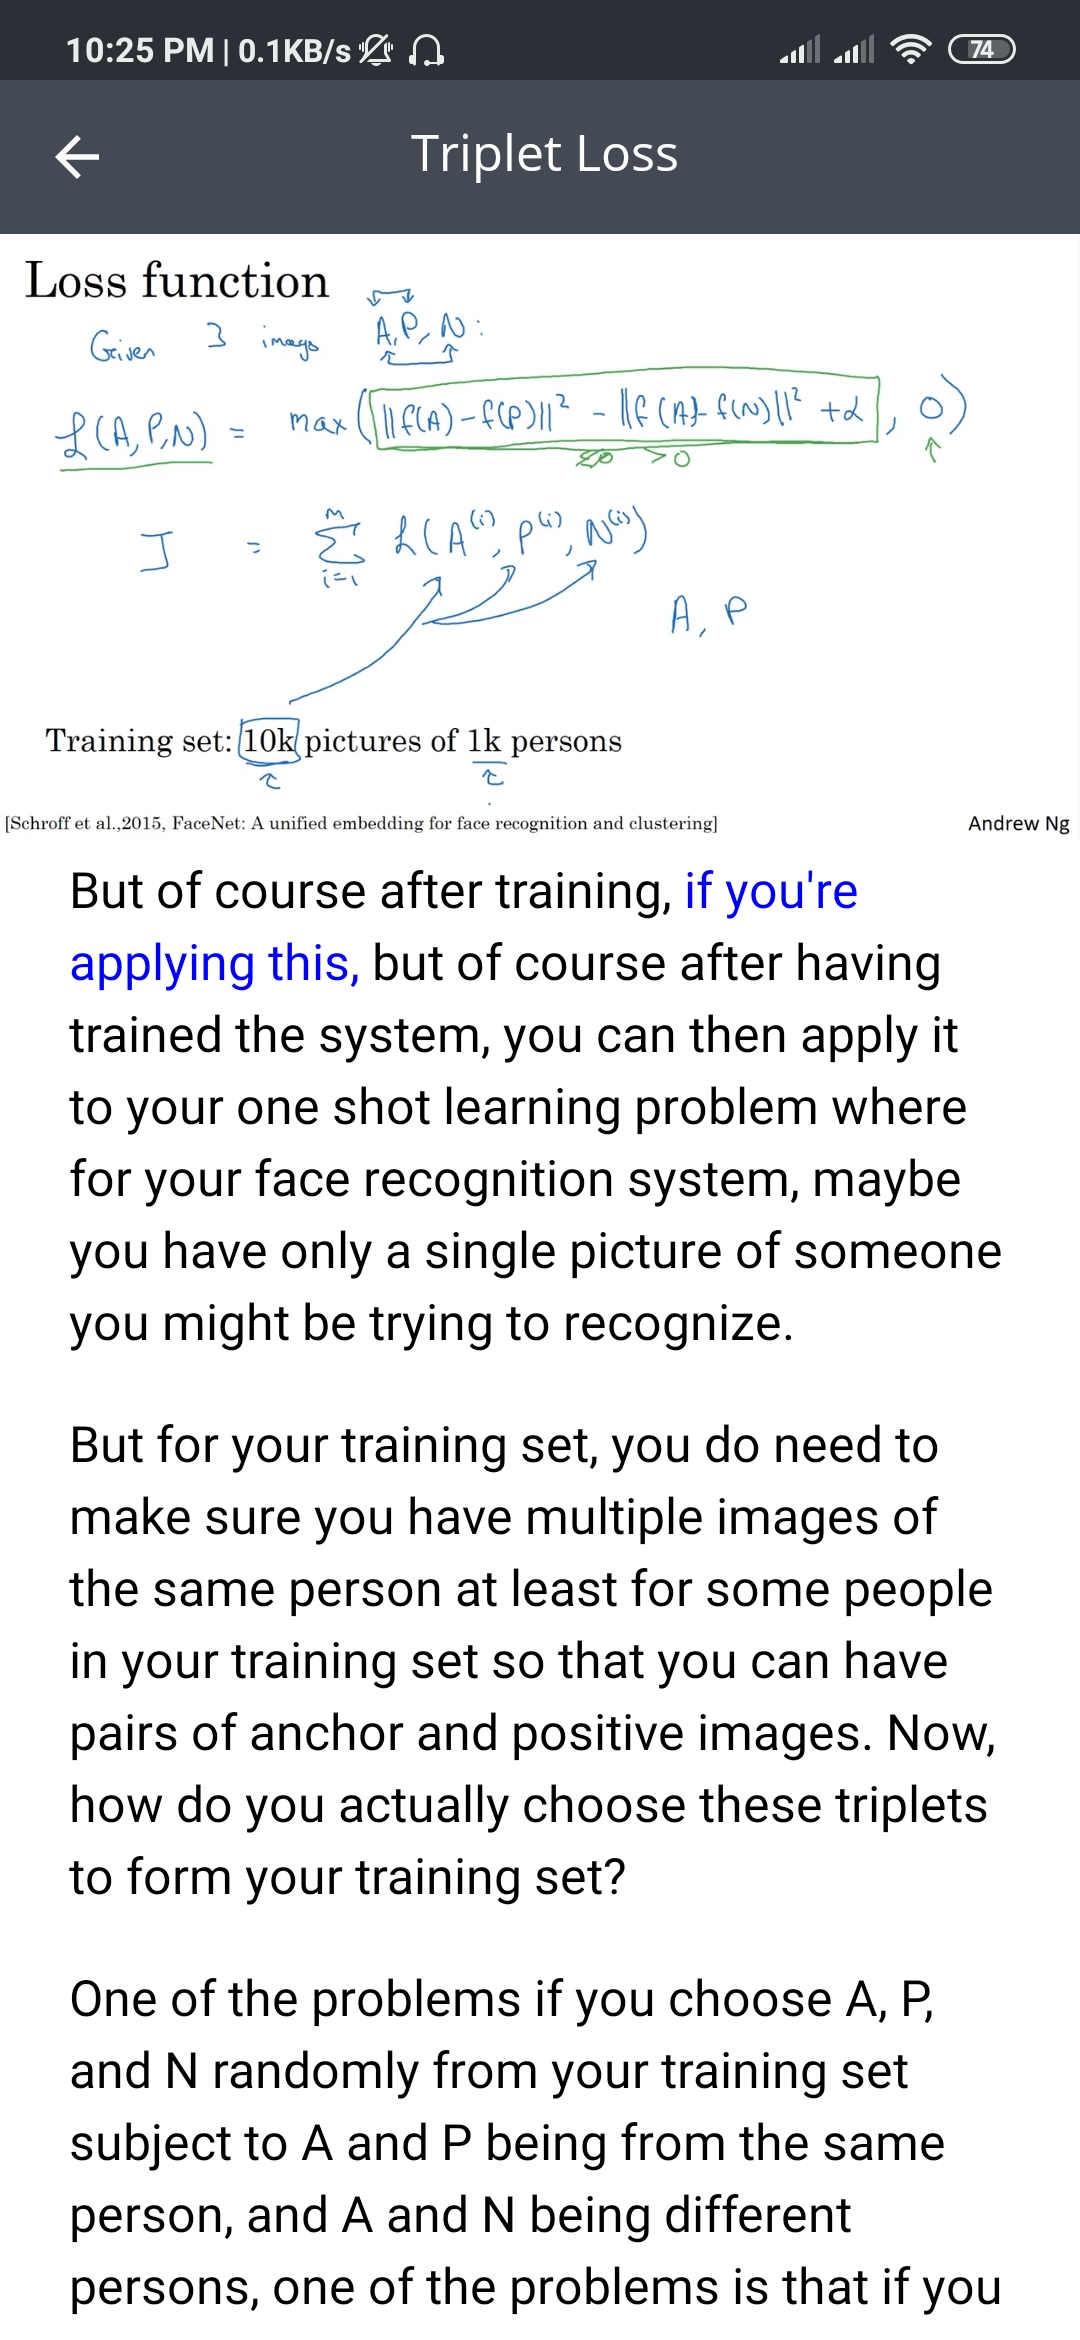 10:25 PM | 0.1KB/s
74
Triplet Loss
Loss function
Given 3 images A, P, N:
L(A,P,N) = max(||f(A)-f(P)||² - ||f(A)-f(N)||² +α, 0)
≤0 >0
J = Σ L(A⁽ⁱ⁾, P⁽ⁱ⁾, N⁽ⁱ⁾)
M
i=1
A, P
Training set: 10k pictures of 1k persons
[Schroff et al.,2015, FaceNet: A unified embedding for face recognition and clustering]
Andrew Ng
But of course after training, if you're
applying this, but of course after having
trained the system, you can then apply it
to your one shot learning problem where
for your face recognition system, maybe
you have only a single picture of someone
you might be trying to recognize.
But for your training set, you do need to
make sure you have multiple images of
the same person at least for some people
in your training set so that you can have
pairs of anchor and positive images. Now,
how do you actually choose these triplets
to form your training set?
One of the problems if you choose A, P,
and N randomly from your training set
subject to A and P being from the same
person, and A and N being different
persons, one of the problems is that if you